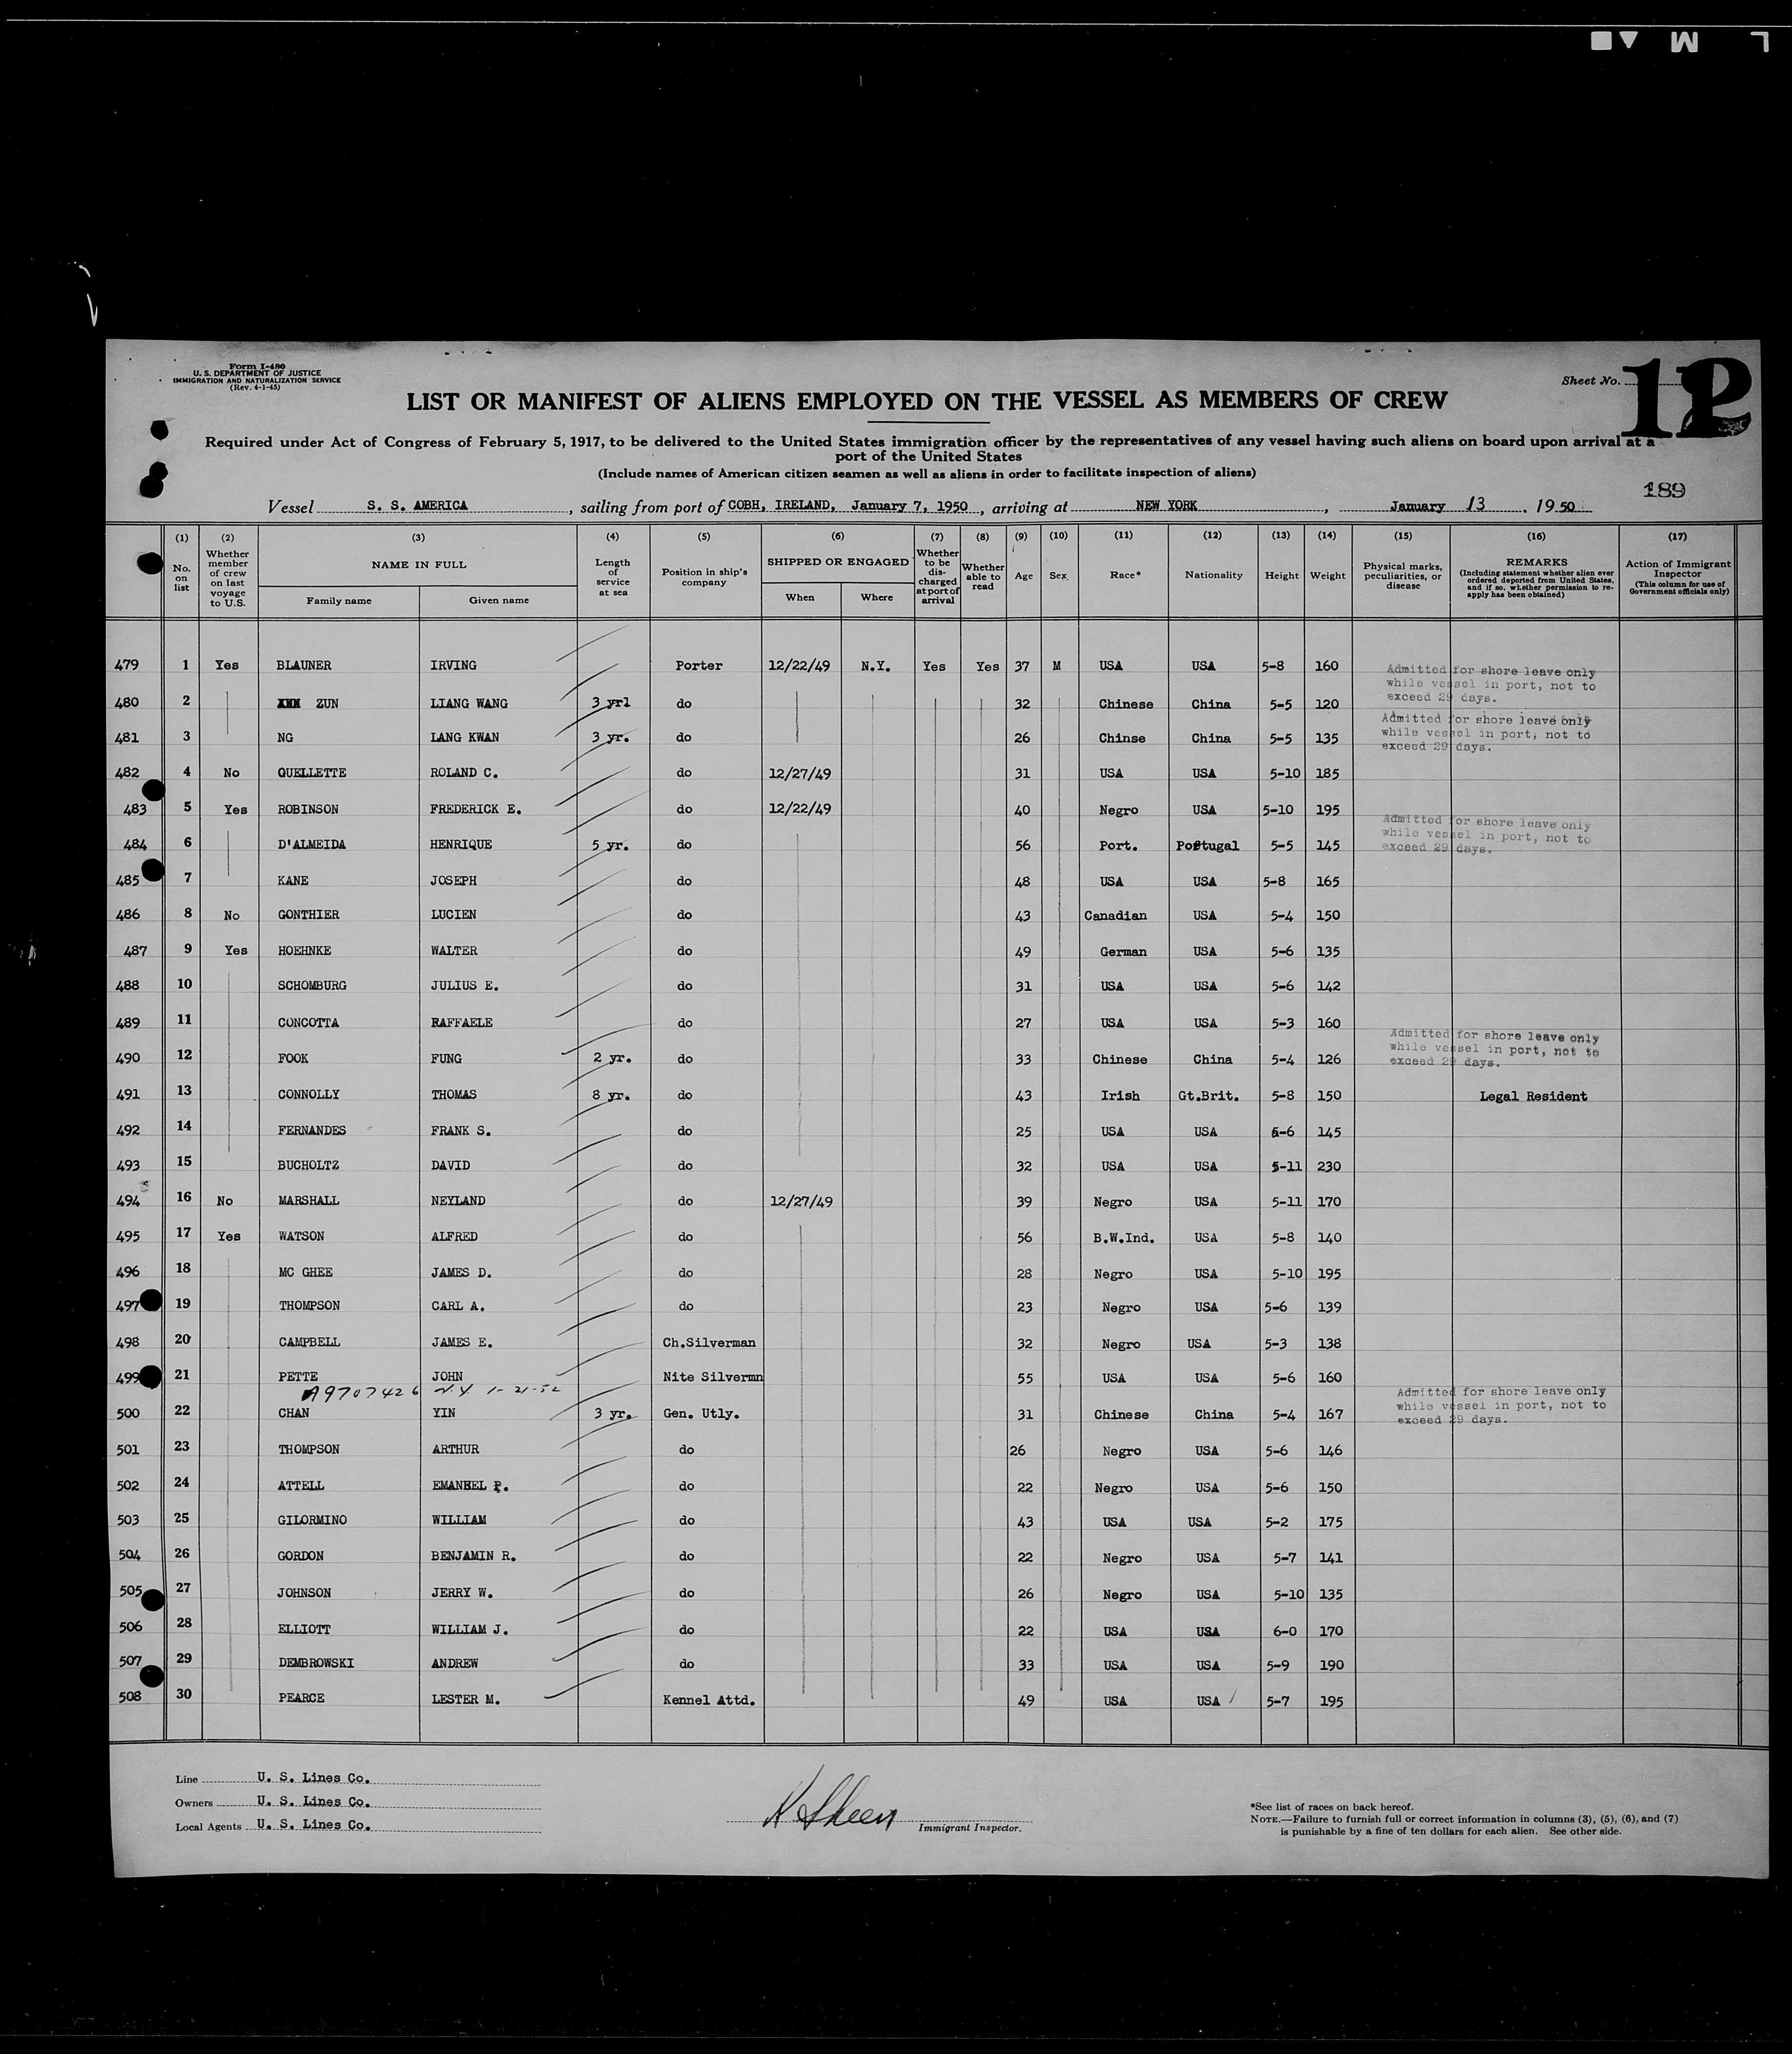 L M
Form I-480
U. S. DEPARTMENT OF JUSTICE
IMMIGRATION AND NATURALIZATION SERVICE
(Rev. 4-1-45)
Sheet No. 12
LIST OR MANIFEST OF ALIENS EMPLOYED ON THE VESSEL AS MEMBERS OF CREW
Required under Act of Congress of February 5, 1917, to be delivered to the United States immigration officer by the representatives of any vessel having such aliens on board upon arrival at a
port of the United States
(Include names of American citizen seamen as well as aliens in order to facilitate inspection of aliens)
189
Vessel S. S. AMERICA, sailing from port of COBH, IRELAND, January 7, 1950, arriving at NEW YORK, January 13, 1950
(1) No. on list (2) Whether member of crew on last voyage to U.S. (3) NAME IN FULL Family name Given name (4) Length of service at sea (5) Position in ship's company (6) SHIPPED OR ENGAGED When Where (7) Whether to be discharged at port of arrival (8) Whether able to read (9) Age (10) Sex (11) Race* (12) Nationality (13) Height (14) Weight (15) Physical marks, peculiarities, or disease (16) REMARKS (Including statement whether alien ever ordered deported from United States, and if so, whether permission to re-apply has been obtained) (17) Action of Immigrant Inspector (This column for use of Government officials only)
479 1 Yes BLAUNER IRVING Porter 12/22/49 N.Y. Yes Yes 37 M USA USA 5-8 160
480 2 ZUN LIANG WANG 3 yrl do 32 Chinese China 5-5 120 Admitted for shore leave only while vessel in port, not to exceed 29 days.
481 3 NG LANG KWAN 3 yr. do 26 Chinse China 5-5 135 Admitted for shore leave only while vessel in port, not to exceed 29 days.
482 4 No OUELLETTE ROLAND C. do 12/27/49 31 USA USA 5-10 185
483 5 Yes ROBINSON FREDERICK E. do 12/22/49 40 Negro USA 5-10 195
484 6 D'ALMEIDA HENRIQUE 5 yr. do 56 Port. Portugal 5-5 145 Admitted for shore leave only while vessel in port, not to exceed 29 days.
485 7 KANE JOSEPH do 48 USA USA 5-8 165
486 8 No GONTHIER LUCIEN do 43 Canadian USA 5-4 150
487 9 Yes HOEHNKE WALTER do 49 German USA 5-6 135
488 10 SCHOMBURG JULIUS E. do 31 USA USA 5-6 142
489 11 CONCOTTA RAFFAELE do 27 USA USA 5-3 160
490 12 FOOK FUNG 2 yr. do 33 Chinese China 5-4 126 Admitted for shore leave only while vessel in port, not to exceed 29 days.
491 13 CONNOLLY THOMAS 8 yr. do 43 Irish Gt.Brit. 5-8 150 Legal Resident
492 14 FERNANDES FRANK S. do 25 USA USA 5-6 145
493 15 BUCHOLTZ DAVID do 32 USA USA 5-11 230
494 16 No MARSHALL NEYLAND do 12/27/49 39 Negro USA 5-11 170
495 17 Yes WATSON ALFRED do 56 B.W.Ind. USA 5-8 140
496 18 MC GHEE JAMES D. do 28 Negro USA 5-10 195
497 19 THOMPSON CARL A. do 23 Negro USA 5-6 139
498 20 CAMPBELL JAMES E. Ch.Silverman 32 Negro USA 5-3 138
499 21 PETTE JOHN Nite Silvermn 55 USA USA 5-6 160
A9707426 N.Y. 1-21-52
500 22 CHAN YIN 3 yr. Gen. Utly. 31 Chinese China 5-4 167 Admitted for shore leave only while vessel in port, not to exceed 29 days.
501 23 THOMPSON ARTHUR do 26 Negro USA 5-6 146
502 24 ATTELL P. do 22 Negro USA 5-6 150
503 25 GILORMINO WILLIAM do 43 USA USA 5-2 175
504 26 GORDON BENJAMIN R. do 22 Negro USA 5-7 141
505 27 JOHNSON JERRY W. do 26 Negro USA 5-10 135
506 28 ELLIOTT WILLIAM J. do 22 USA USA 6-0 170
507 29 DEMBROWSKI ANDREW do 33 USA USA 5-9 190
508 30 PEARCE LESTER M. Kennel Attd. 49 USA USA 5-7 195
Line U. S. Lines Co.
Owners U. S. Lines Co.
Local Agents U. S. Lines Co.
K Sheen
Immigrant Inspector.
*See list of races on back hereof.
NOTE.—Failure to furnish full or correct information in columns (3), (5), (6), and (7)
is punishable by a fine of ten dollars for each alien. See other side.